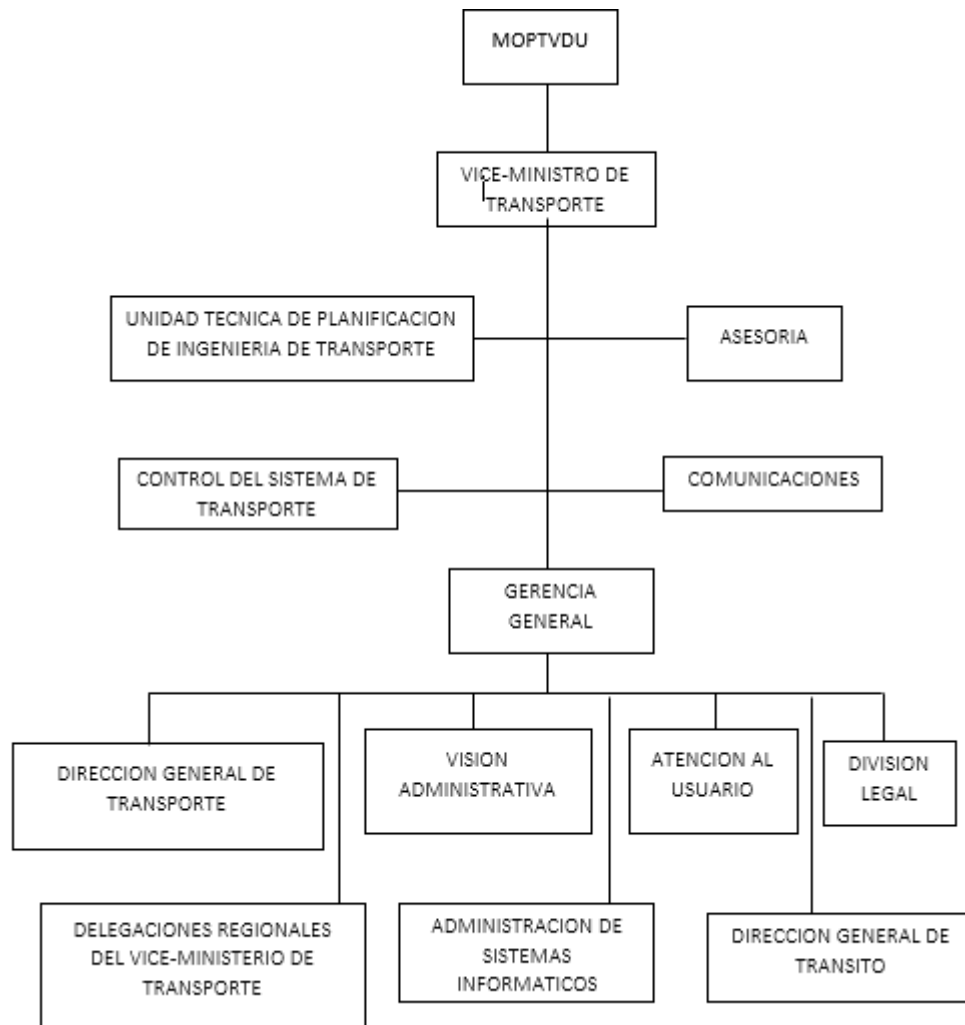 MOPTVDU
VICE-MINISTRO DE
TRANSPORTE
UNIDAD TECNICA DE PLANIFICACION
DE INGENIERIA DE TRANSPORTE
ASESORIA
CONTROL DEL SISTEMA DE
TRANSPORTE
COMUNICACIONES
GERENCIA
GENERAL
DIRECCION GENERAL DE
TRANSPORTE
VISION
ADMINISTRATIVA
ATENCION AL
USUARIO
DIVISION
LEGAL
DELEGACIONES REGIONALES
DEL VICE-MINISTERIO DE
TRANSPORTE
ADMINISTRACION DE
SISTEMAS
INFORMATICOS
DIRECCION GENERAL DE
TRANSITO